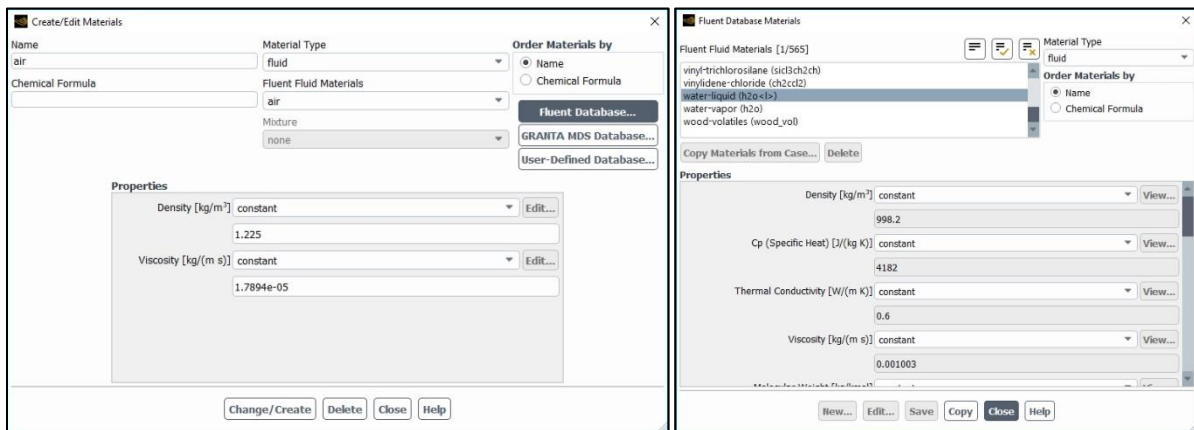 Create/Edit Materials
Name
air
Chemical Formula
Material Type
fluid
Fluent Fluid Materials
air
Mixture
none
Order Materials by
Name
Chemical Formula
Fluent Database...
GRANTA MDS Database...
User-Defined Database...
Properties
Density [kg/m³] constant Edit...
1.225
Viscosity [kg/(m s)] constant Edit...
1.7894e-05
Change/Create Delete Close Help
Fluent Database Materials
Fluent Fluid Materials [1/565]
vinyl-trichlorosilane (sicl3ch2ch)
vinylidene-chloride (ch2ccl2)
water-liquid (h2o<l>)
water-vapor (h2o)
wood-volatiles (wood_vol)
Material Type
fluid
Order Materials by
Name
Chemical Formula
Copy Materials from Case... Delete
Properties
Density [kg/m³] constant View...
998.2
Cp (Specific Heat) [J/(kg K)] constant View...
4182
Thermal Conductivity [W/(m K)] constant View...
0.6
Viscosity [kg/(m s)] constant View...
0.001003
New... Edit... Save Copy Close Help